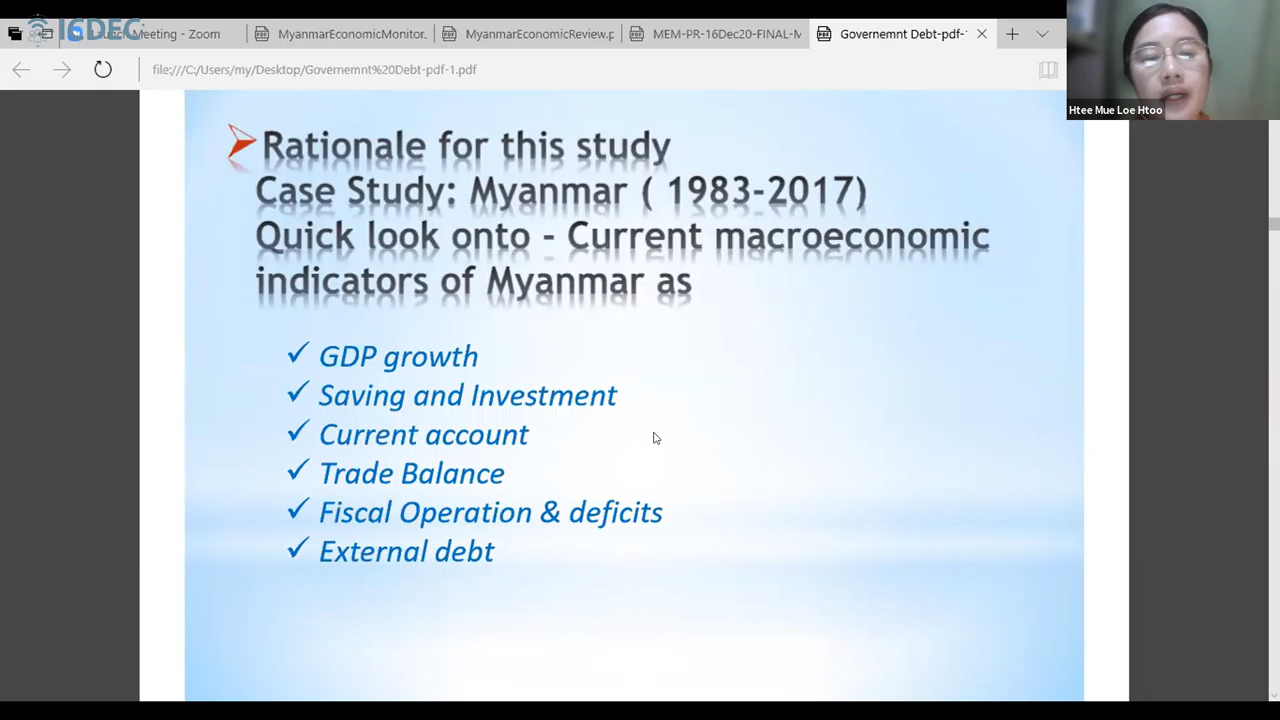 I6DEC
Meeting - Zoom
MyanmarEconomicMonitor.
MyanmarEconomicReview.p
MEM-PR-16Dec20-FINAL-M
Governemnt Debt-pdf-1
file:///C:/Users/my/Desktop/Governemnt%20Debt-pdf-1.pdf
Htee Mue Loe Htoo
Rationale for this study
Case Study: Myanmar ( 1983-2017)
Quick look onto - Current macroeconomic
indicators of Myanmar as
GDP growth
Saving and Investment
Current account
Trade Balance
Fiscal Operation & deficits
External debt